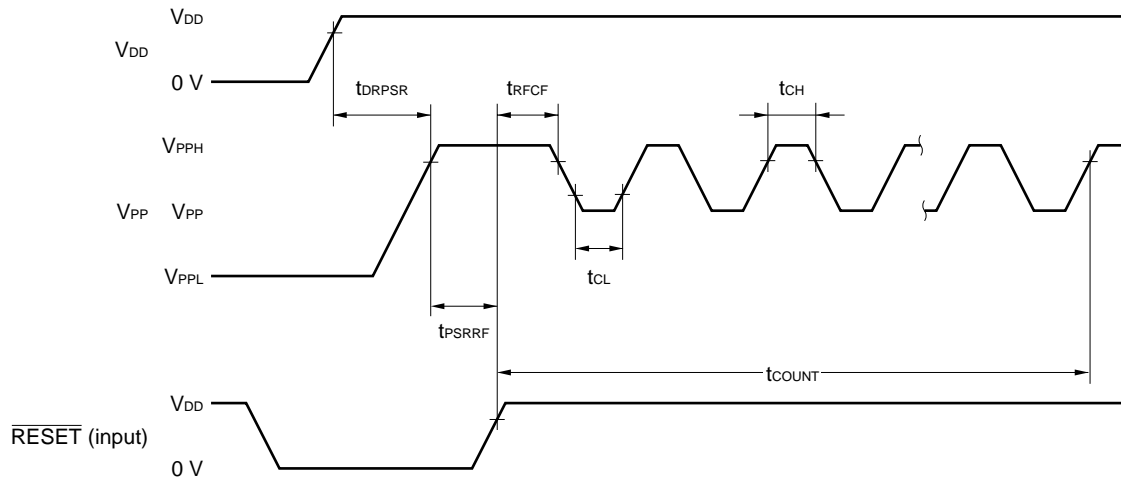 VDD
VDD
0 V
tDRPSR
tRFCF
tCH
VPPH
VPP
VPP
VPPL
tCL
tPSRRF
tCOUNT
VDD
RESET (input)
0 V